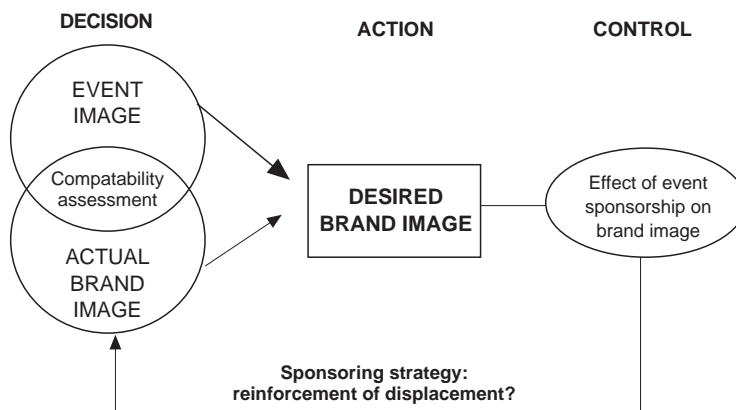 DECISION
ACTION
CONTROL
EVENT
IMAGE
Compatability
assessment
ACTUAL
BRAND
IMAGE
DESIRED
BRAND IMAGE
Effect of event
sponsorship on
brand image
Sponsoring strategy:
reinforcement of displacement?